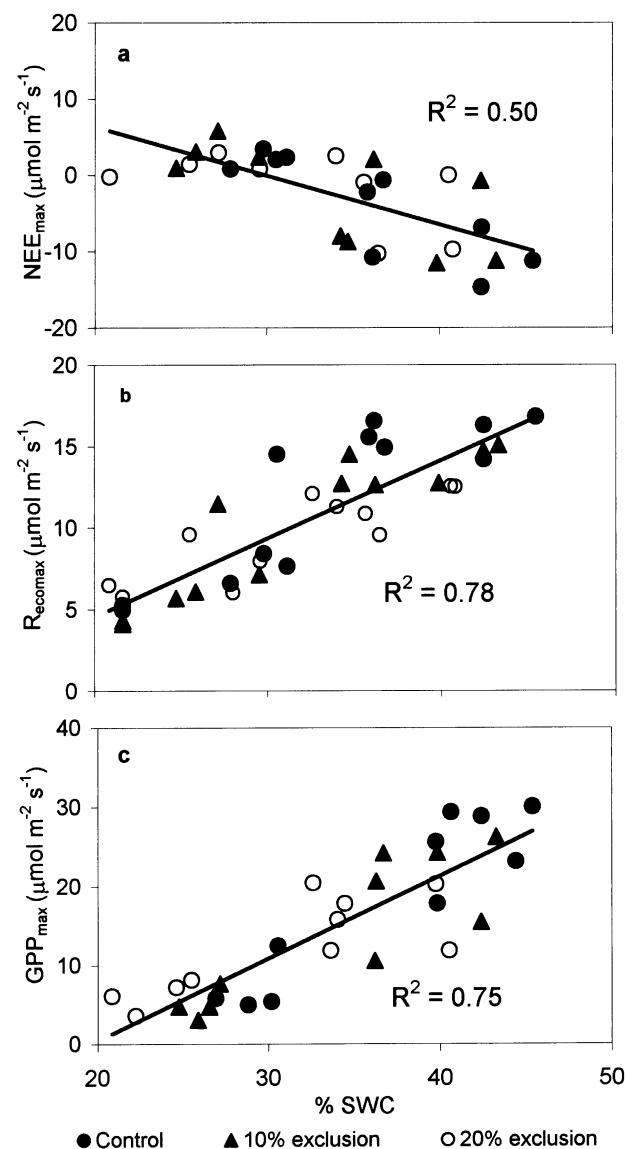 20
a
10
R² = 0.50
0
-10
-20
NEEmax (μmol m⁻² s⁻¹)
20
b
15
10
R² = 0.78
5
0
Recomax (μmol m⁻² s⁻¹)
40
c
30
20
10
R² = 0.75
0
GPPmax (μmol m⁻² s⁻¹)
20 30 40 50
% SWC
Control 10% exclusion 20% exclusion